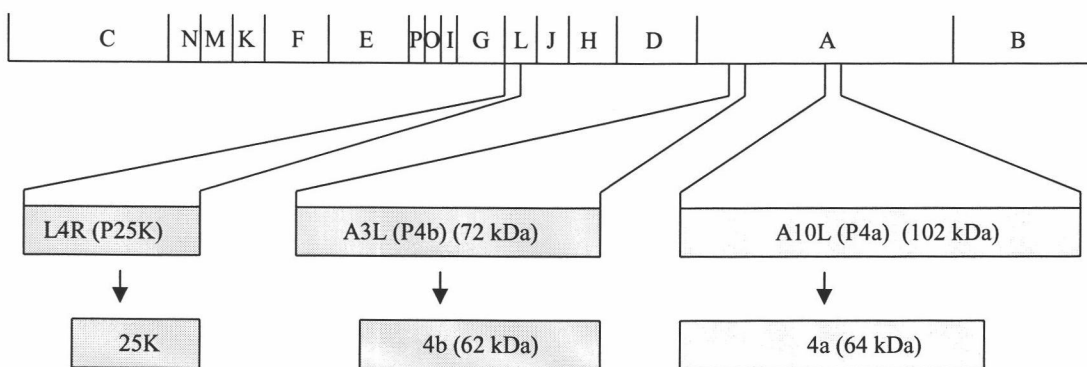 C N M K F E P O I G L J H D A B
L4R (P25K) A3L (P4b) (72 kDa) A10L (P4a) (102 kDa)
25K 4b (62 kDa) 4a (64 kDa)